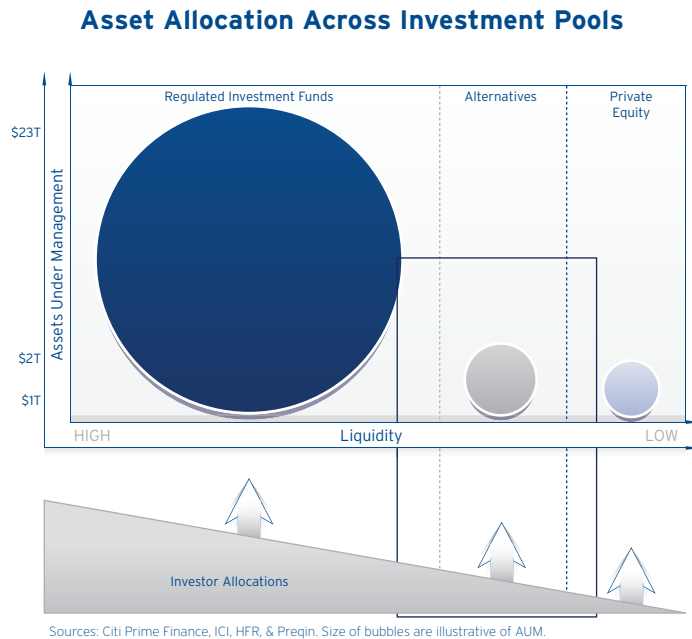 Asset Allocation Across Investment Pools
Regulated Investment Funds
Alternatives
Private
Equity
$23T
Assets Under Management
$2T
$1T
HIGH
Liquidity
LOW
Investor Allocations
Sources: Citi Prime Finance, ICI, HFR, & Preqin. Size of bubbles are illustrative of AUM.